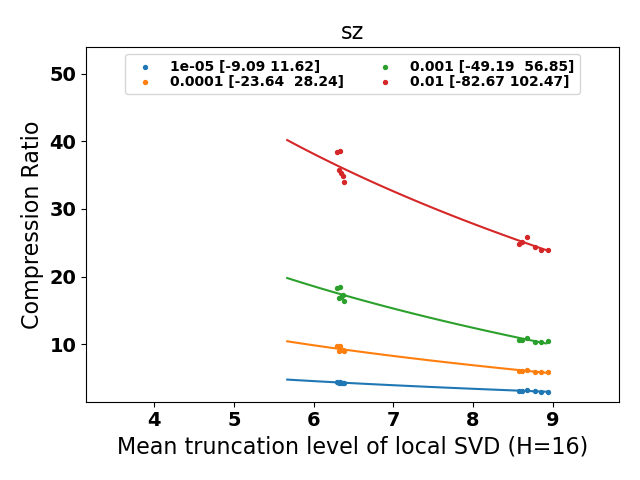 sz
1e-05 [-9.09 11.62]
0.0001 [-23.64  28.24]
0.001 [-49.19  56.85]
0.01 [-82.67 102.47]
Compression Ratio
50
40
30
20
10
4 5 6 7 8 9
Mean truncation level of local SVD (H=16)